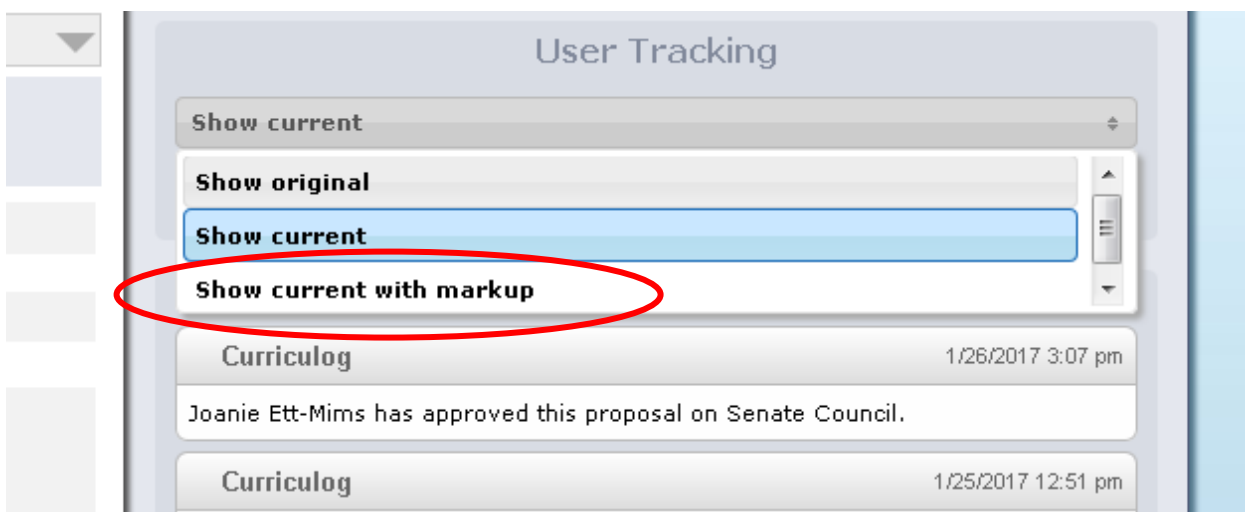 User Tracking
Show current
Show original
Show current
Show current with markup
Curriculog 1/26/2017 3:07 pm
Joanie Ett-Mims has approved this proposal on Senate Council.
Curriculog 1/25/2017 12:51 pm